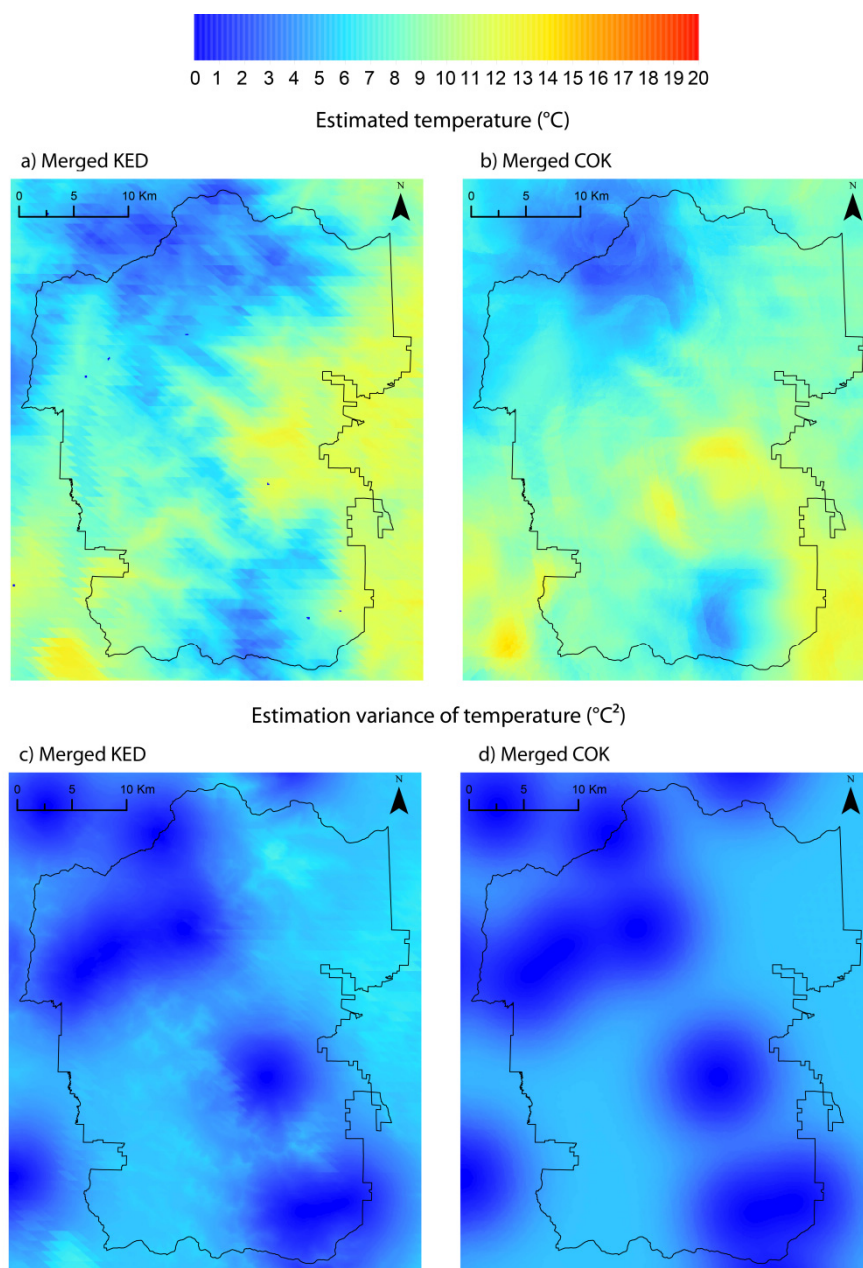 0 1 2 3 4 5 6 7 8 9 10 11 12 13 14 15 16 17 18 19 20
Estimated temperature (°C)
a) Merged KED
b) Merged COK
0 5 10 Km
N
0 5 10 Km
N
Estimation variance of temperature (°C²)
c) Merged KED
d) Merged COK
0 5 10 Km
N
0 5 10 Km
N